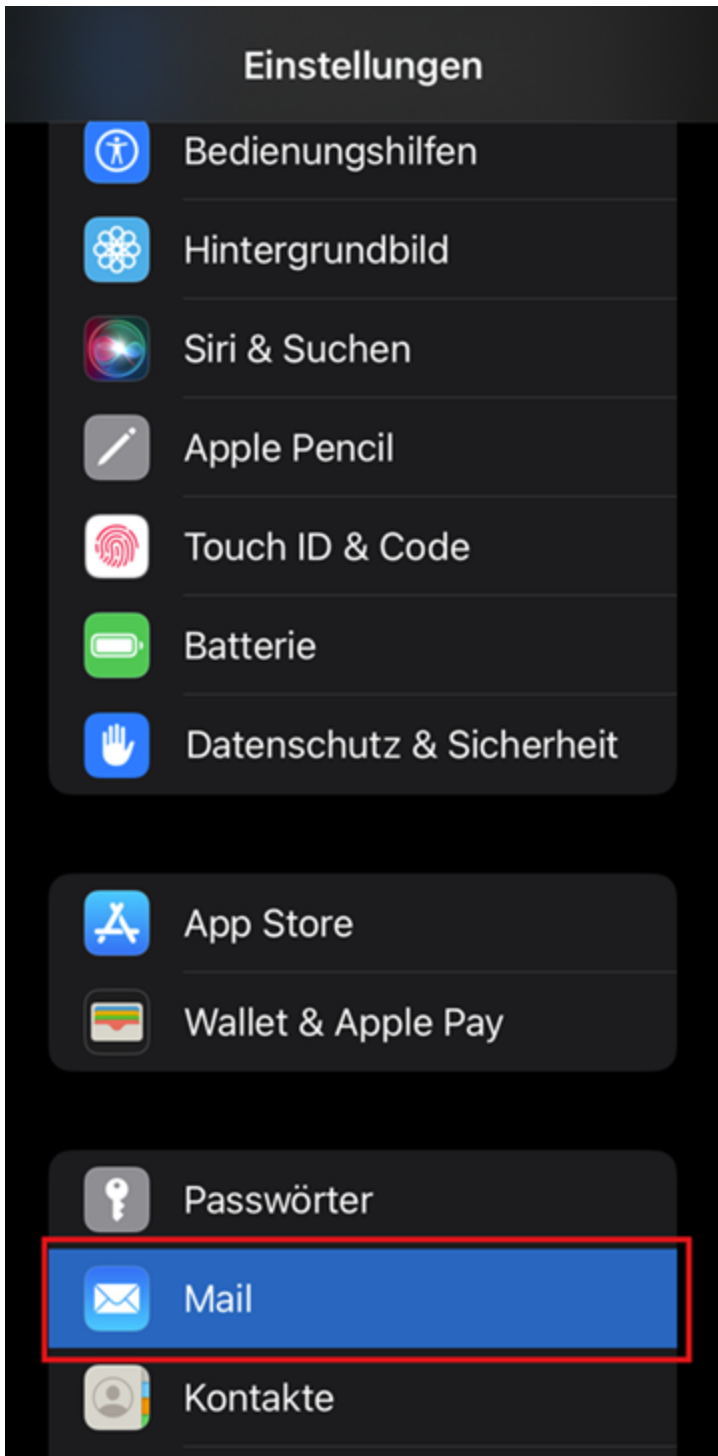 Einstellungen
Bedienungshilfen
Hintergrundbild
Siri & Suchen
Apple Pencil
Touch ID & Code
Batterie
Datenschutz & Sicherheit
App Store
Wallet & Apple Pay
Passwörter
Mail
Kontakte